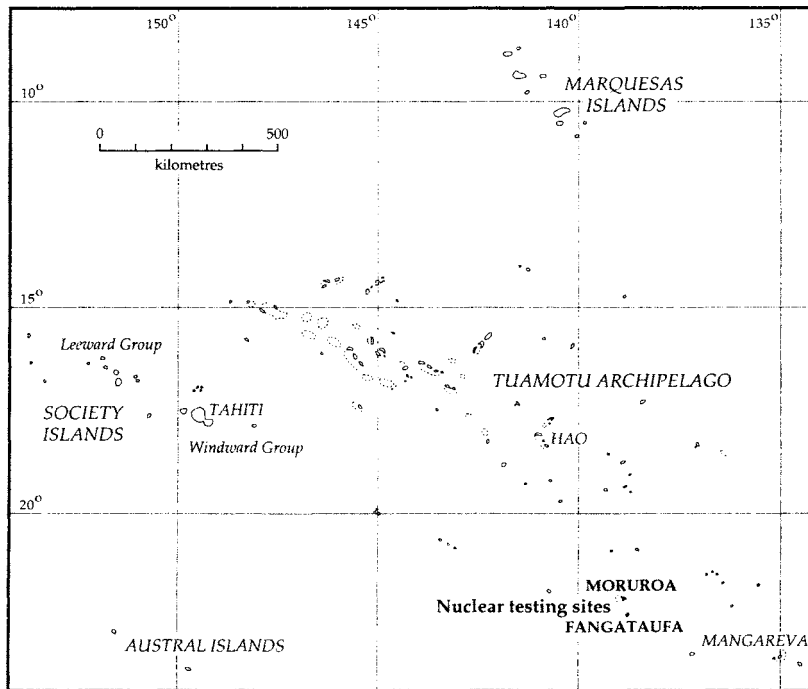 150° 145° 140° 135°
MARQUESAS
ISLANDS
10°
0 500
kilometres
15°
Leeward Group
TUAMOTU ARCHIPELAGO
SOCIETY
ISLANDS
TAHITI
HAO
Windward Group
20°
MORUROA
Nuclear testing sites
FANGATAUFA
AUSTRAL ISLANDS
MANGAREVA